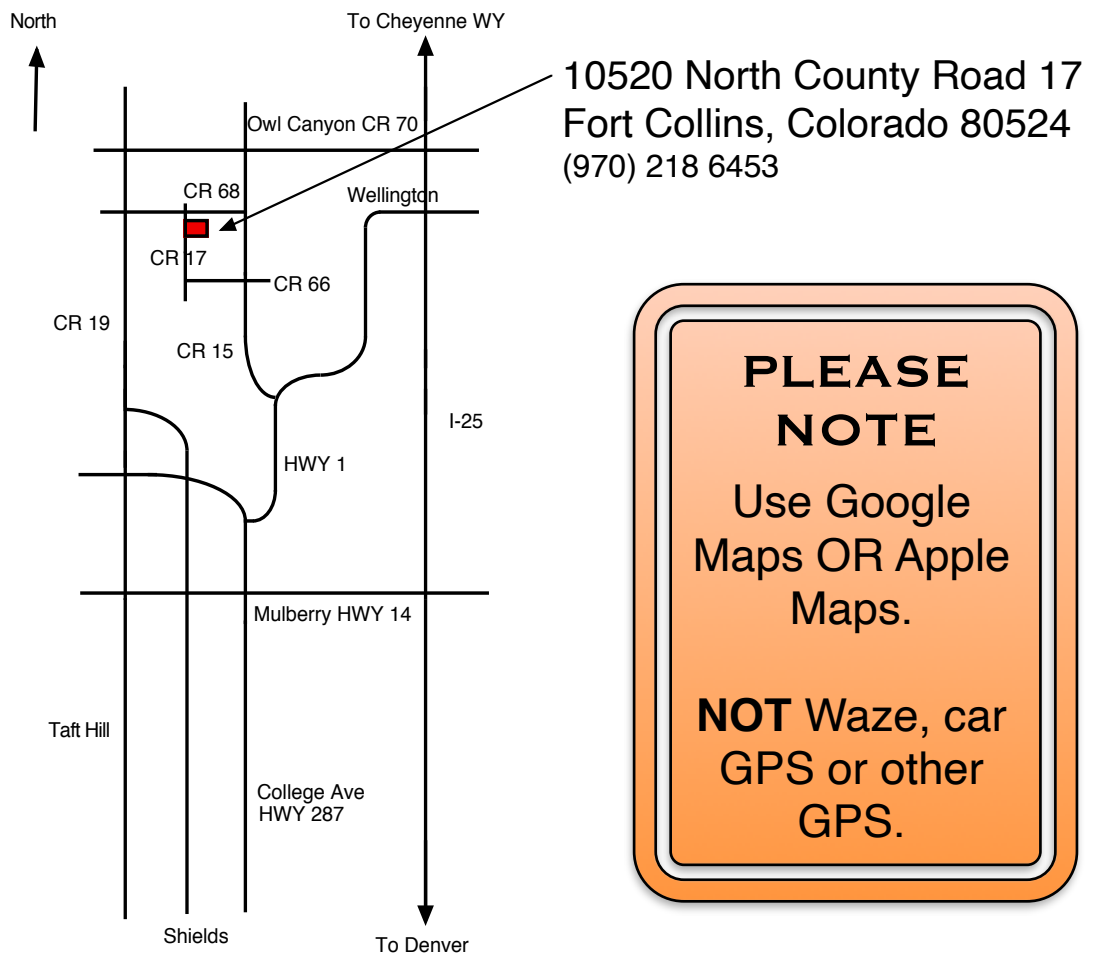 North
To Cheyenne WY
10520 North County Road 17
Fort Collins, Colorado 80524
(970) 218 6453
Owl Canyon CR 70
CR 68
Wellington
CR 17
CR 66
CR 19
CR 15
I-25
HWY 1
Mulberry HWY 14
Taft Hill
College Ave
HWY 287
Shields
To Denver
PLEASE
NOTE
Use Google
Maps OR Apple
Maps.
NOT Waze, car
GPS or other
GPS.